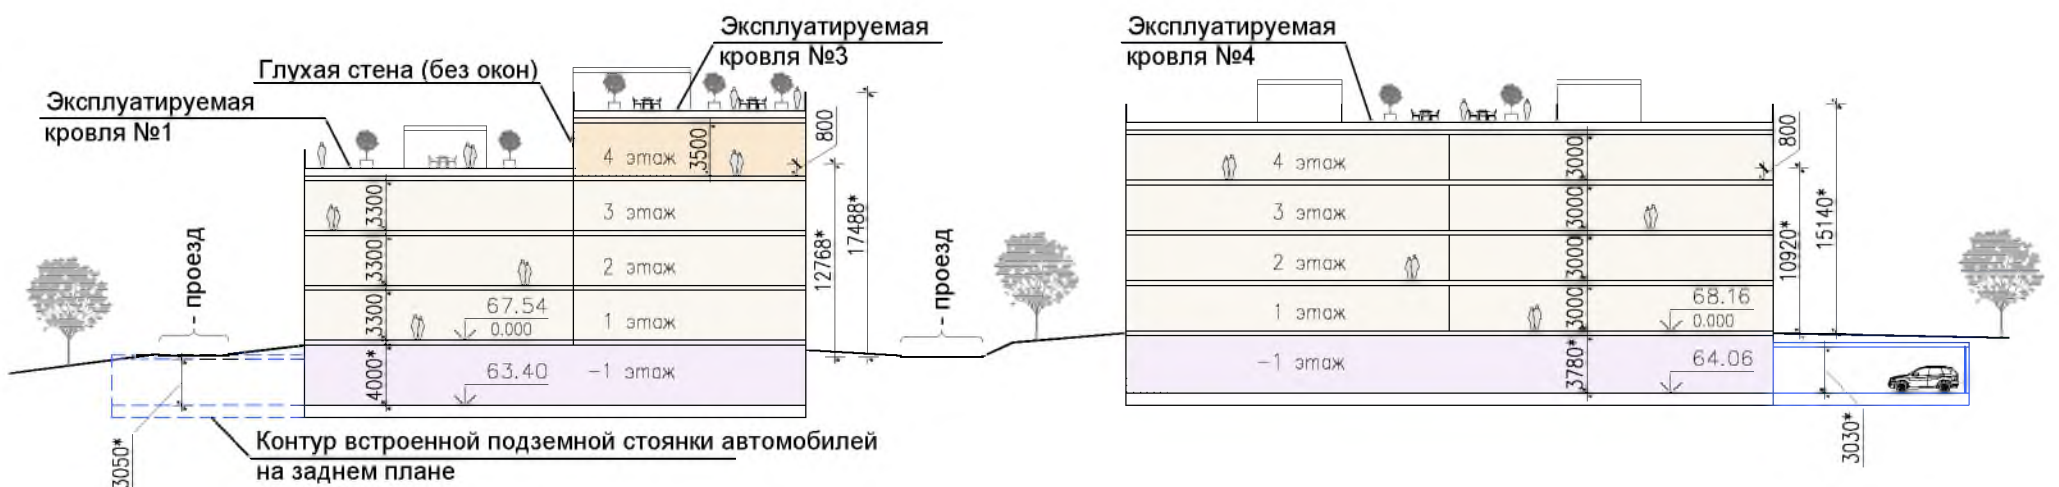 Эксплуатируемая
кровля №3
Глухая стена (без окон)
Эксплуатируемая
кровля №1
3500
4 этаж
800
3300
3 этаж
17488*
12768*
проезд
3300
2 этаж
проезд
3300
67.54
0.000
1 этаж
4000*
63.40
-1 этаж
3050*
Контур встроенной подземной стоянки автомобилей
на заднем плане
Эксплуатируемая
кровля №4
4 этаж
3000
800
3 этаж
3000
15140*
10920*
2 этаж
3000
1 этаж
3000
68.16
0.000
-1 этаж
3780*
64.06
3030*